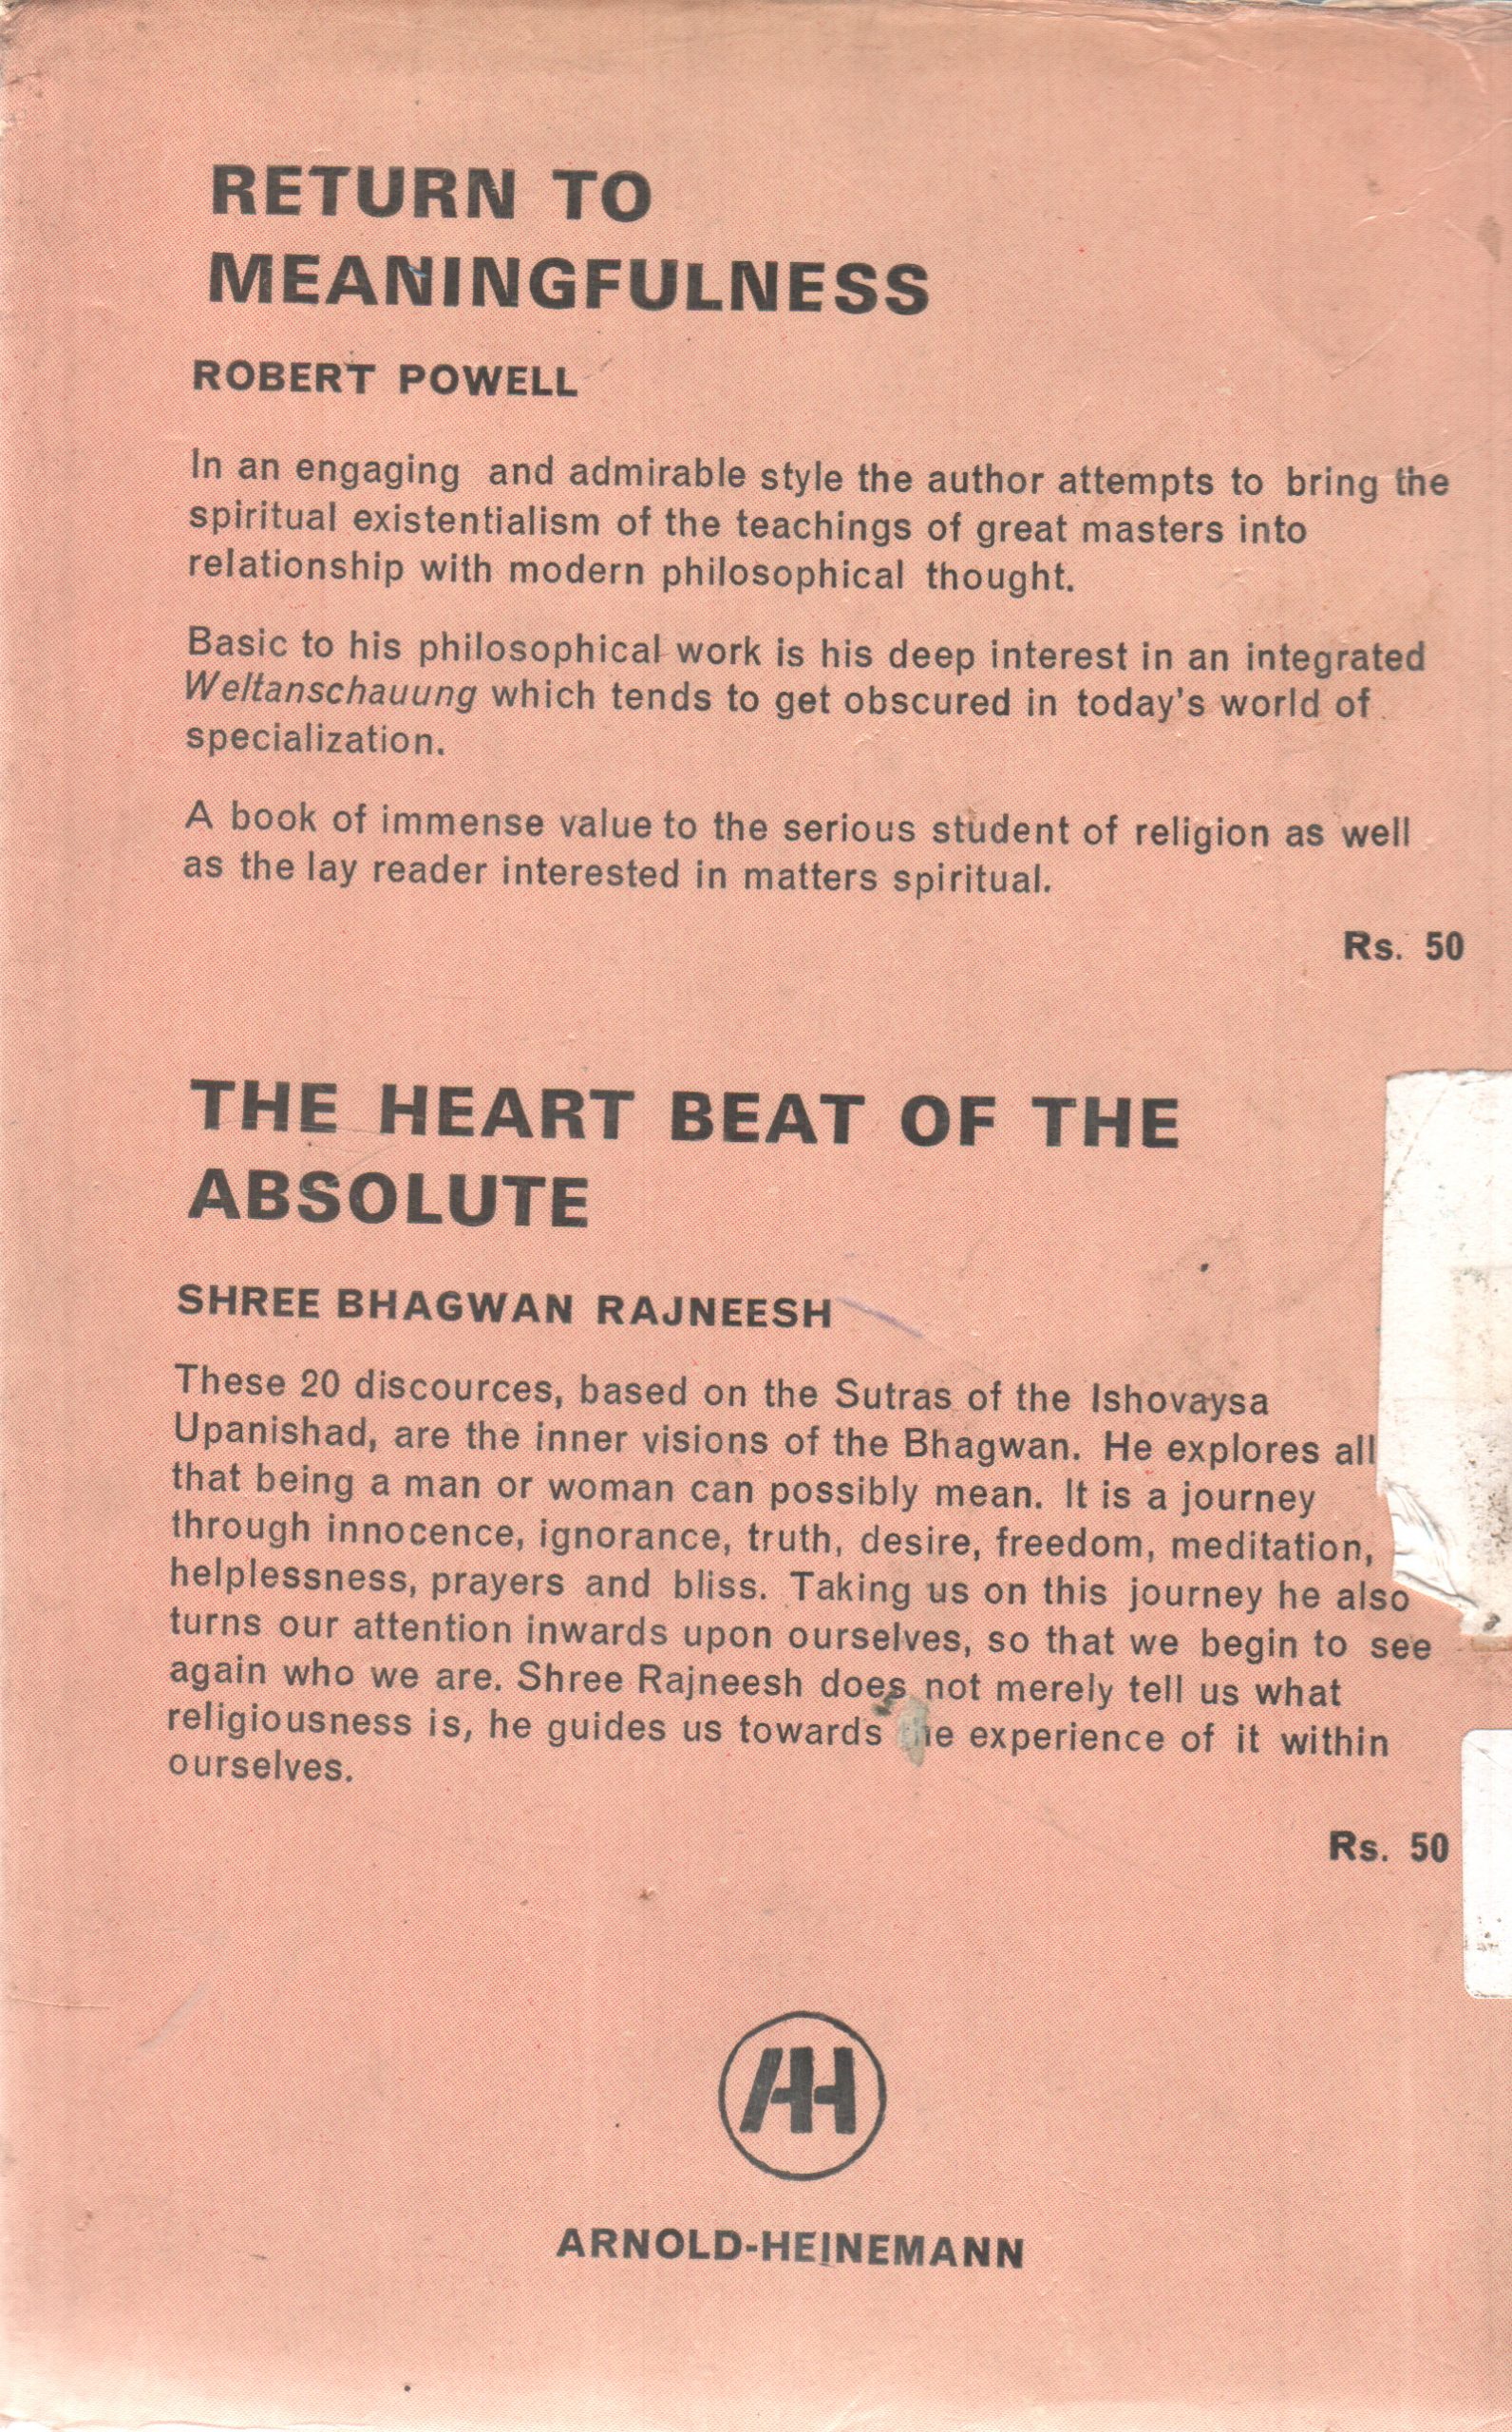 RETURN TO
MEANINGFULNESS
ROBERT POWELL
In an engaging and admirable style the author attempts to bring the
spiritual existentialism of the teachings of great masters into
relationship with modern philosophical thought.
Basic to his philosophical work is his deep interest in an integrated
Weltanschauung which tends to get obscured in today's world of
specialization.
A book of immense value to the serious student of religion as well
as the lay reader interested in matters spiritual.
Rs. 50
THE HEART BEAT OF THE
ABSOLUTE
SHREE BHAGWAN RAJNEESH
These 20 discources, based on the Sutras of the Ishovaysa
Upanishad, are the inner visions of the Bhagwan. He explores all
that being a man or woman can possibly mean. It is a journey
through innocence, ignorance, truth, desire, freedom, meditation,
helplessness, prayers and bliss. Taking us on this journey he also
turns our attention inwards upon ourselves, so that we begin to see
again who we are. Shree Rajneesh does not merely tell us what
religiousness is, he guides us towards the experience of it within
ourselves.
Rs. 50
AH
ARNOLD-HEINEMANN